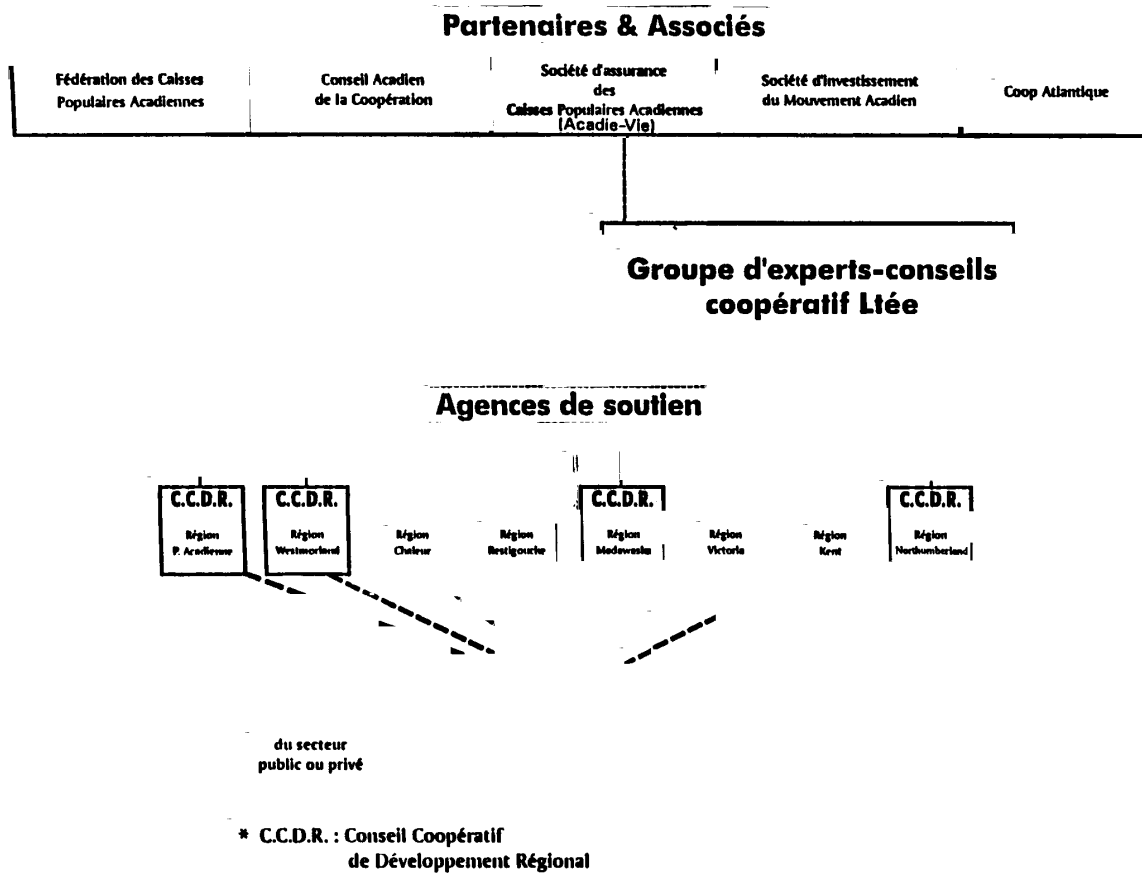 Partenaires & Associés
Fédération des Caisses
Populaires Acadiennes
Conseil Acadien
de la Coopération
Société d'assurance
des
Caisses Populaires Acadiennes
(Acadie-Vie)
Société d'investissement
du Mouvement Acadien
Coop Atlantique
Groupe d'experts-conseils
coopératif Ltée
Agences de soutien
C.C.D.R.
Région
P. Acadienne
C.C.D.R.
Région
Westmorland
Région
Chaleur
Région
Restigouche
C.C.D.R.
Région
Madawaska
Région
Victoria
Région
Kent
C.C.D.R.
Région
Northumberland
du secteur
public ou privé
* C.C.D.R. : Conseil Coopératif
de Développement Régional